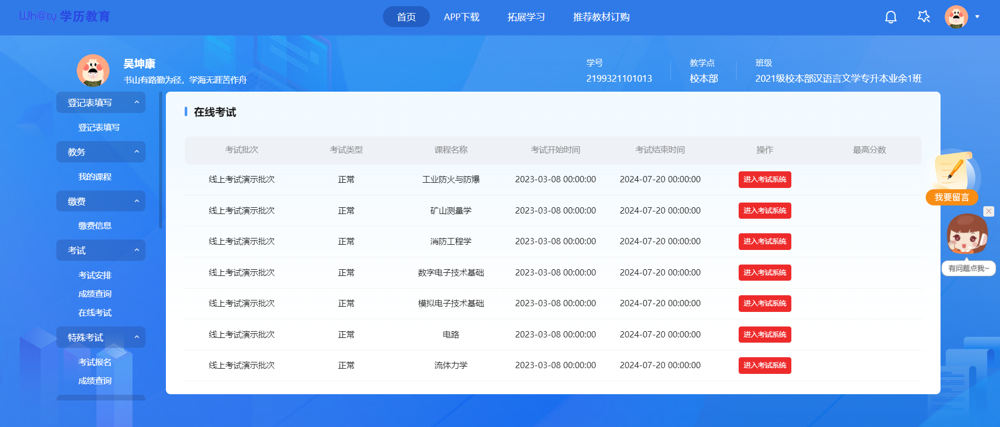 Wh@ty 学历教育
首页 APP下载 拓展学习 推荐教材订购
吴坤康
书山有路勤为径，学海无涯苦作舟
学号 教学点 班级
2199321101013 校本部 2021级校本部汉语言文学专升本业余1班
登记表填写
登记表填写
教务
我的课程
缴费
缴费信息
考试
考试安排
成绩查询
在线考试
特殊考试
考试报名
成绩查询
在线考试
考试批次 考试类型 课程名称 考试开始时间 考试结束时间 操作 最高分数
线上考试演示批次 正常 工业防火与防爆 2023-03-08 00:00:00 2024-07-20 00:00:00 进入考试系统
线上考试演示批次 正常 矿山测量学 2023-03-08 00:00:00 2024-07-20 00:00:00 进入考试系统
线上考试演示批次 正常 消防工程学 2023-03-08 00:00:00 2024-07-20 00:00:00 进入考试系统
线上考试演示批次 正常 数字电子技术基础 2023-03-08 00:00:00 2024-07-20 00:00:00 进入考试系统
线上考试演示批次 正常 模拟电子技术基础 2023-03-08 00:00:00 2024-07-20 00:00:00 进入考试系统
线上考试演示批次 正常 电路 2023-03-08 00:00:00 2024-07-20 00:00:00 进入考试系统
线上考试演示批次 正常 流体力学 2023-03-08 00:00:00 2024-07-20 00:00:00 进入考试系统
我要留言
有问题点我~